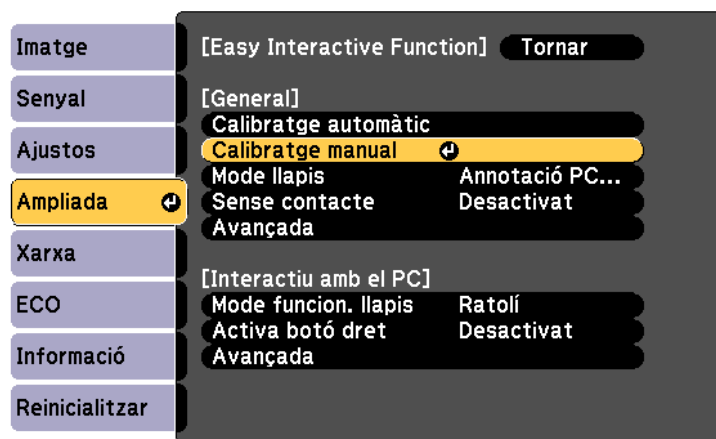 Imatge
Senyal
Ajustos
Ampliada
Xarxa
ECO
Informació
Reinicialitzar
[Easy Interactive Function] Tornar
[General]
Calibratge automàtic
Calibratge manual
Mode llapis Annotació PC...
Sense contacte Desactivat
Avançada
[Interactiu amb el PC]
Mode funcion. llapis Ratolí
Activa botó dret Desactivat
Avançada